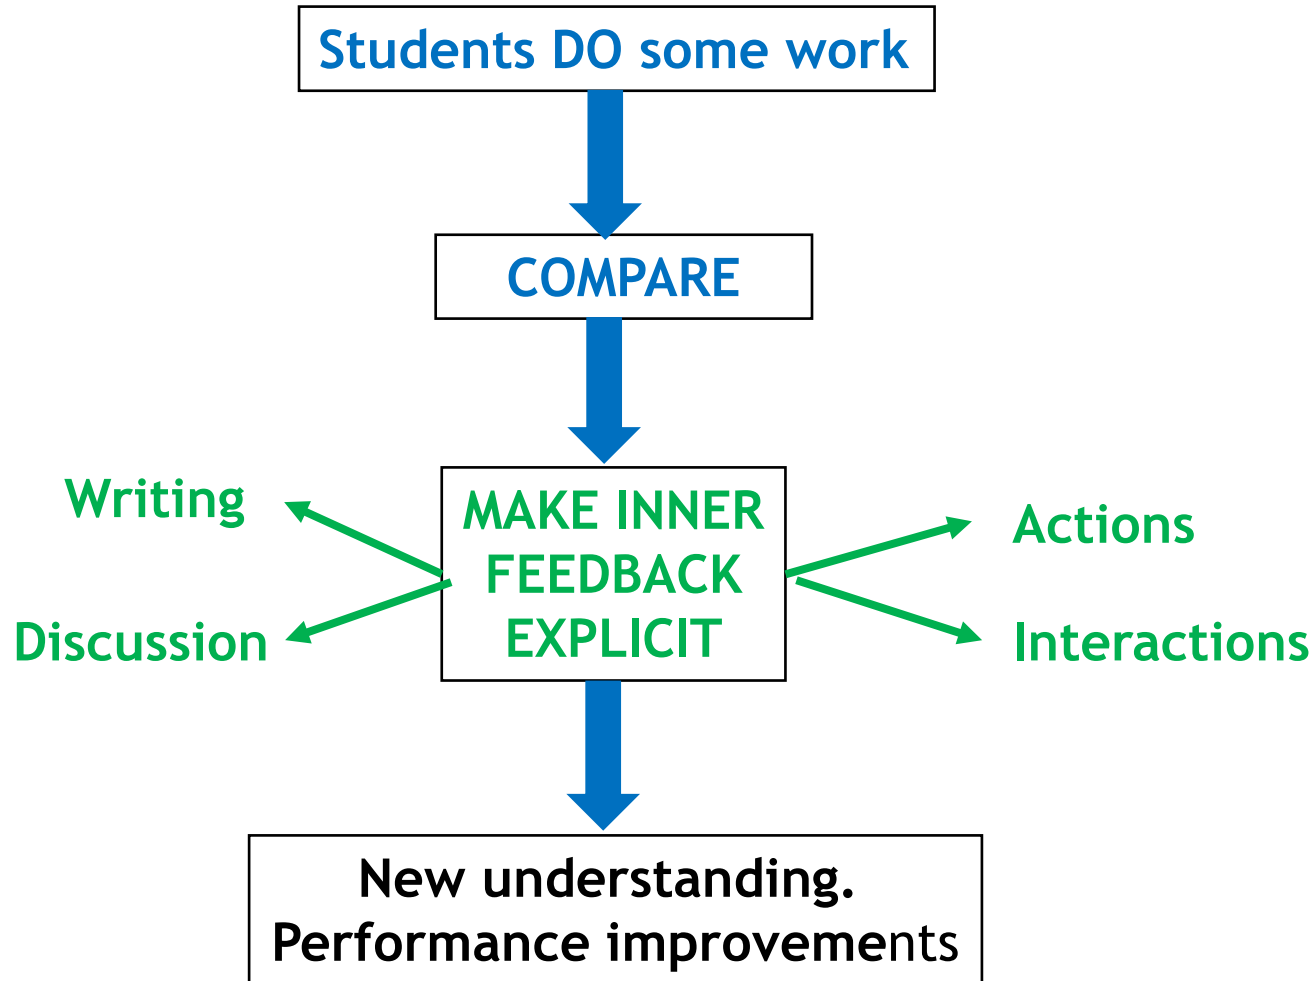 Students DO some work
COMPARE
Writing
Discussion
MAKE INNER
FEEDBACK
EXPLICIT
Actions
Interactions
New understanding.
Performance improvements